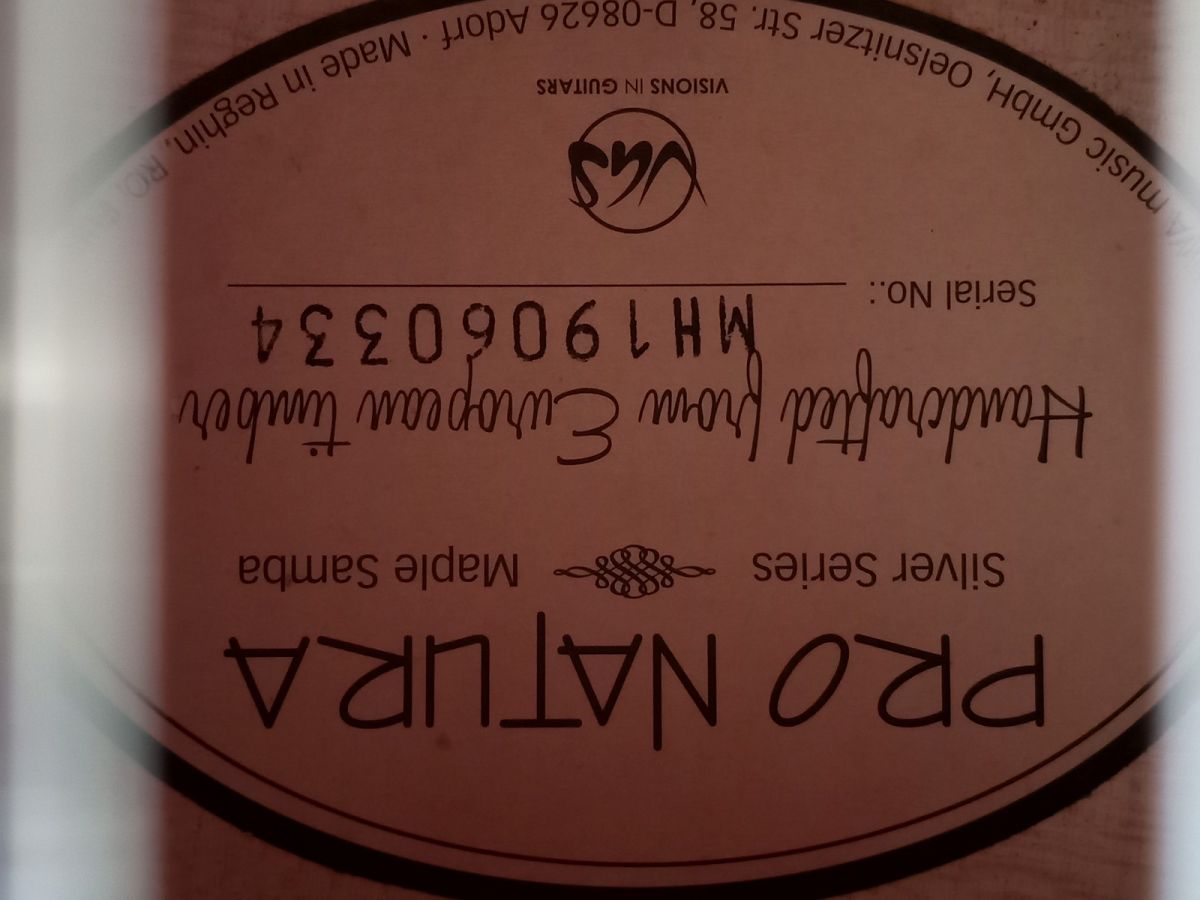 PRO NATURA
Silver Series Maple Samba
Handcrafted from European timber
MH19060334
Serial No.:
VGS
VISIONS IN GUITARS
music GmbH, Oelsnitzer Str. 58, D-08626 Adorf · Made in Reghin,